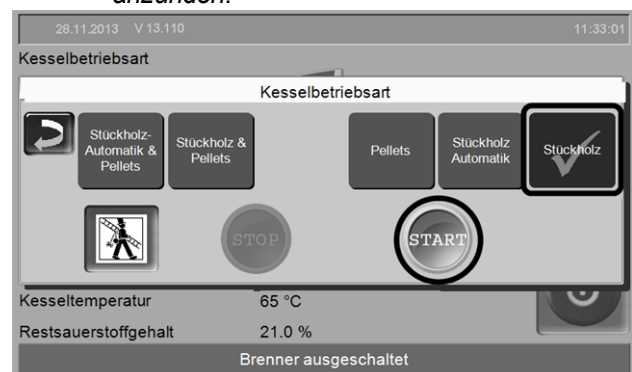 anzünden.
28.11.2013 V 13.110 11:33:01
Kesselbetriebsart
Kesselbetriebsart
Stückholz-
Automatik &
Pellets
Stückholz &
Pellets
Pellets
Stückholz
Automatik
Stückholz
STOP
START
Kesseltemperatur 65 °C
Restsauerstoffgehalt 21.0 %
Brenner ausgeschaltet